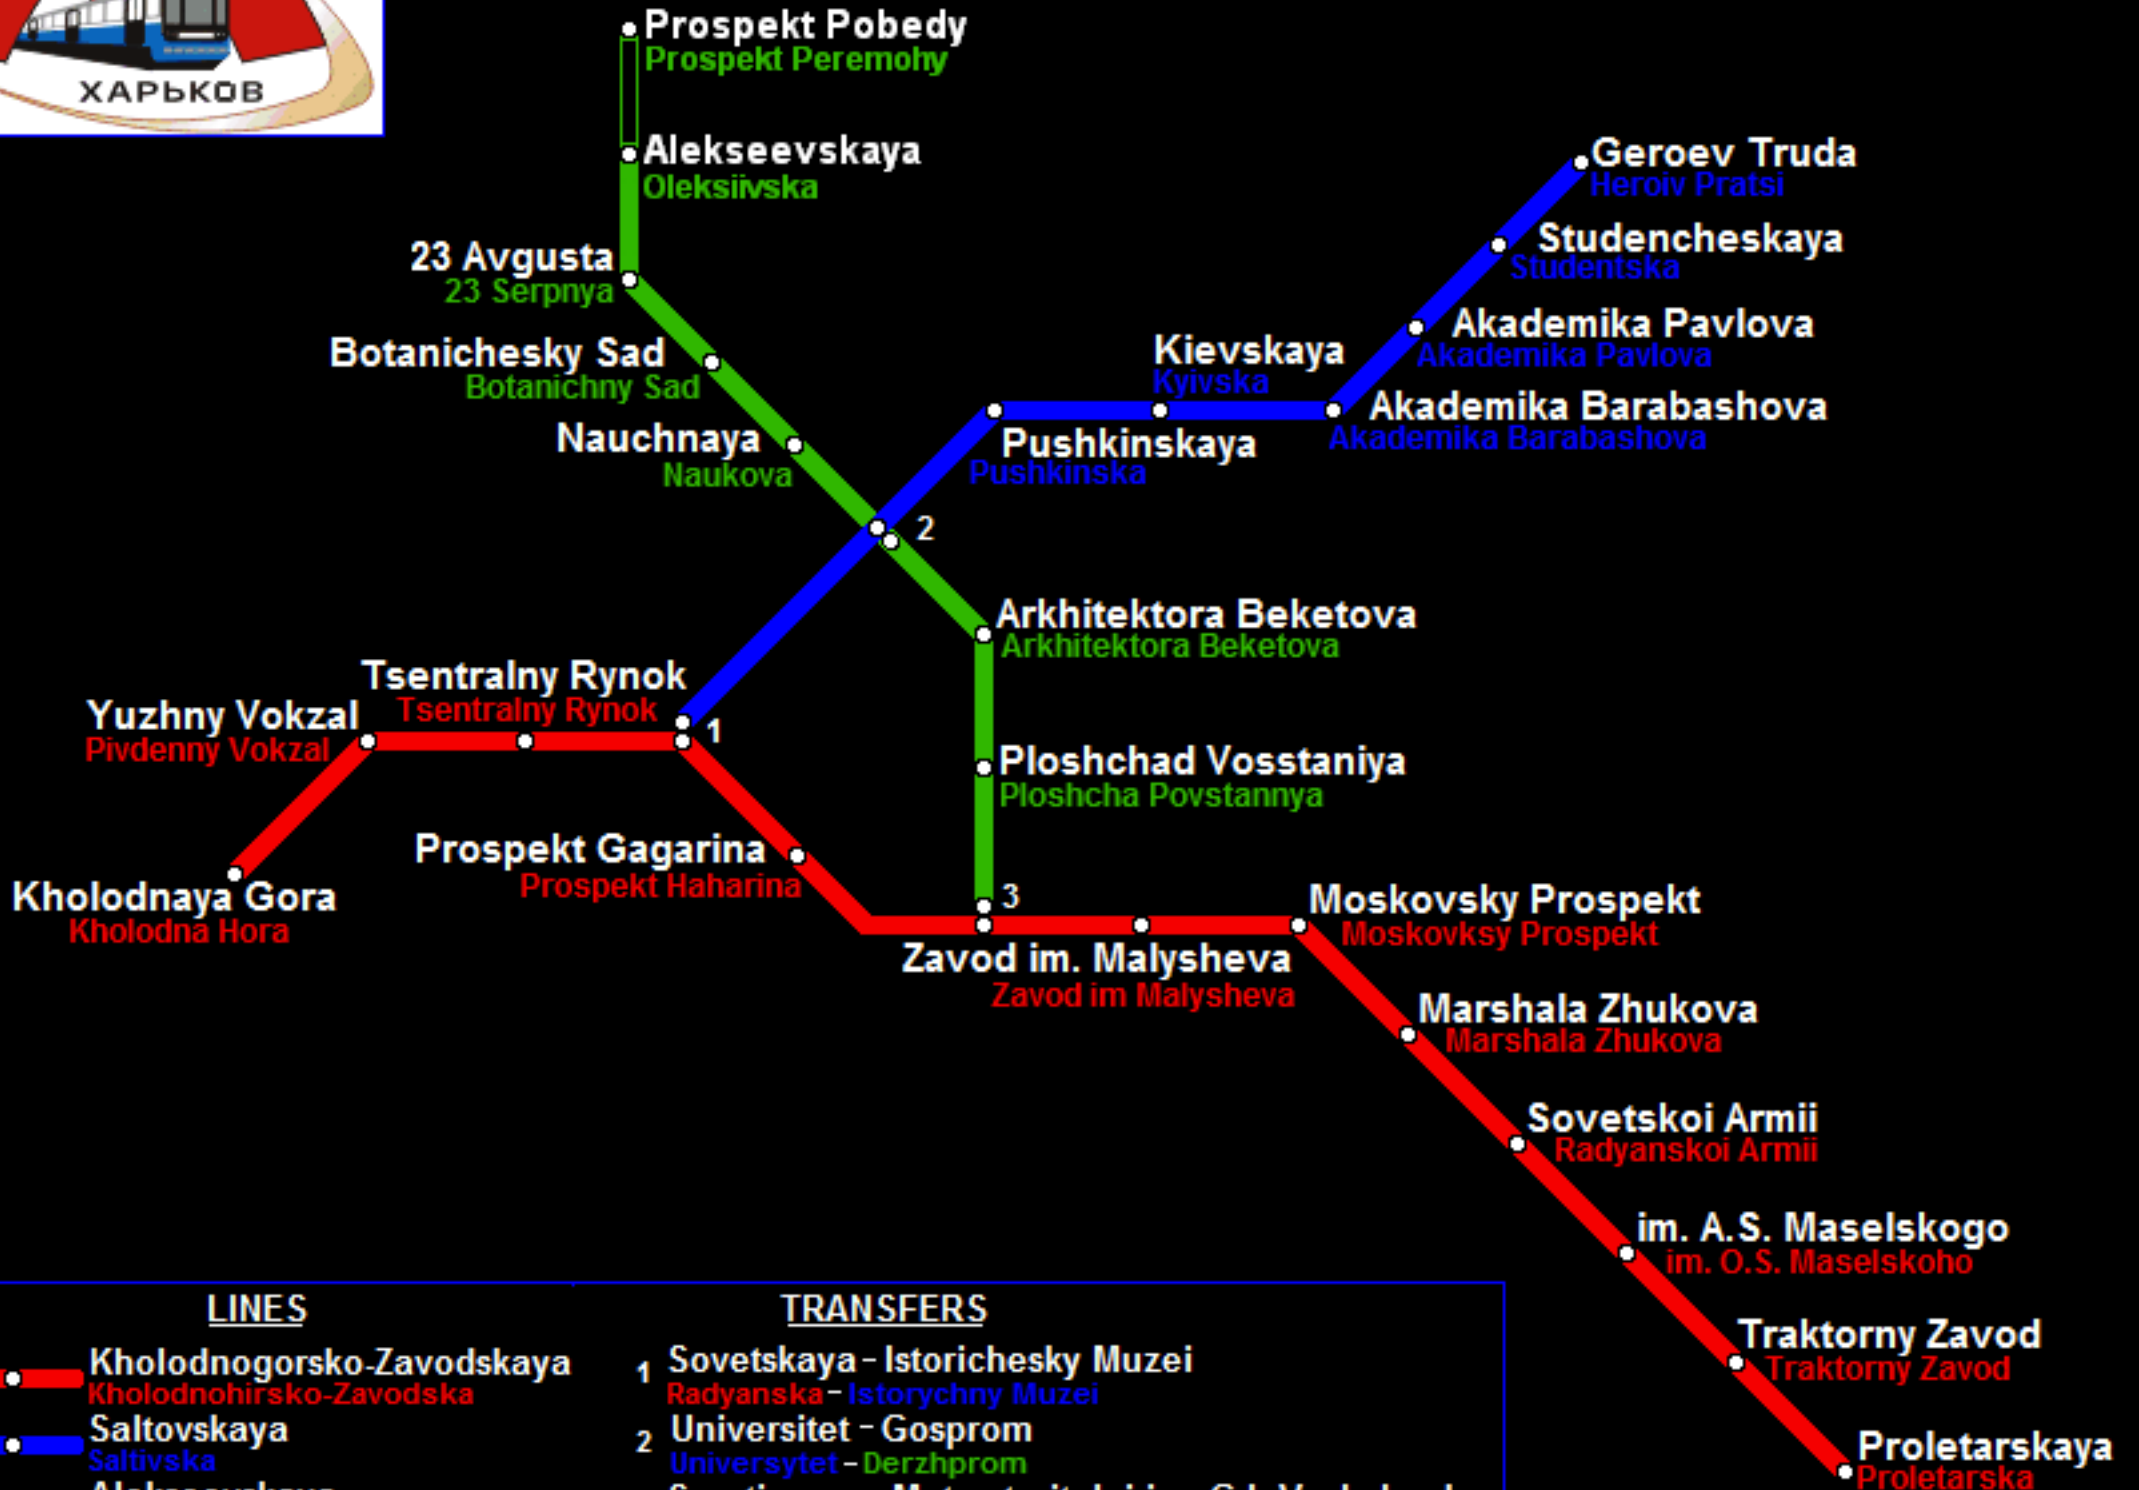 ХАРЬКОВ
Prospekt Pobedy
Prospekt Peremohy
Alekseevskaya
Oleksiivska
Geroev Truda
Heroiv Pratsi
23 Avgusta
23 Serpnya
Studencheskaya
Studentska
Botanichesky Sad
Botanichny Sad
Akademika Pavlova
Akademika Pavlova
Kievskaya
Kyivska
Nauchnaya
Naukova
Akademika Barabashova
Akademika Barabashova
Pushkinskaya
Pushkinska
2
Arkhitektora Beketova
Arkhitektora Beketova
Tsentralny Rynok
Tsentralny Rynok
Yuzhny Vokzal
Pivdenny Vokzal
1
Ploshchad Vosstaniya
Ploshcha Povstannya
Prospekt Gagarina
Prospekt Haharina
Kholodnaya Gora
Kholodna Hora
3
Moskovsky Prospekt
Moskovksy Prospekt
Zavod im. Malysheva
Zavod im Malysheva
Marshala Zhukova
Marshala Zhukova
Sovetskoi Armii
Radyanskoi Armii
im. A.S. Maselskogo
im. O.S. Maselskoho
Traktorny Zavod
Traktorny Zavod
Proletarskaya
Proletarska
LINES
Kholodnogorsko-Zavodskaya
Kholodnohirsko-Zavodska
Saltovskaya
Saltivska
TRANSFERS
1 Sovetskaya - Istorichesky Muzei
Radyanska - Istorychny Muzei
2 Universitet - Gosprom
Universytet - Derzhprom